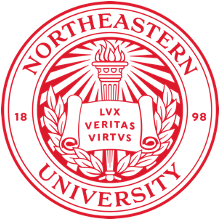 NORTHEASTERN
LVX
18 VERITAS 98
VIRTVS
UNIVERSITY